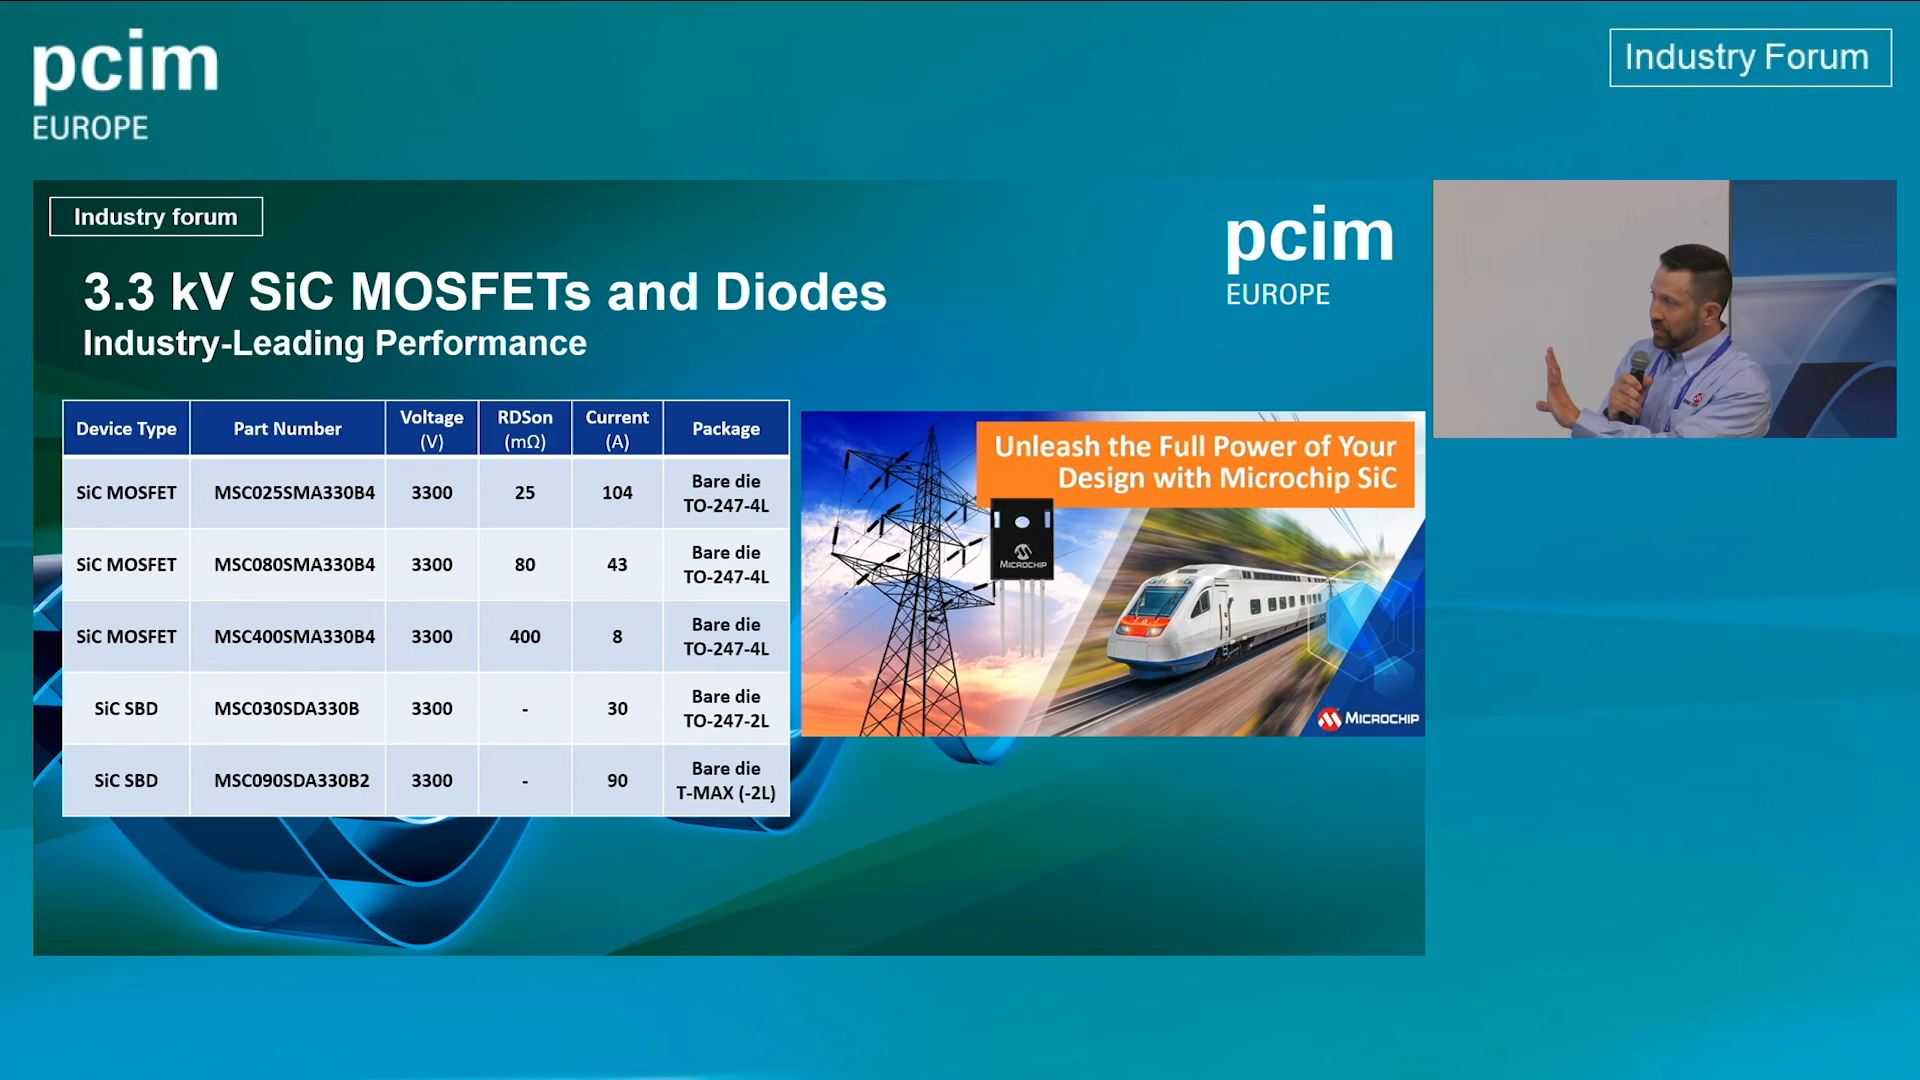 pcim
EUROPE
Industry Forum
Industry forum
pcim
EUROPE
3.3 kV SiC MOSFETs and Diodes
Industry-Leading Performance
Device Type Part Number Voltage (V) RDSon (mΩ) Current (A) Package
SiC MOSFET MSC025SMA330B4 3300 25 104 Bare die TO-247-4L
SiC MOSFET MSC080SMA330B4 3300 80 43 Bare die TO-247-4L
SiC MOSFET MSC400SMA330B4 3300 400 8 Bare die TO-247-4L
SiC SBD MSC030SDA330B 3300 - 30 Bare die TO-247-2L
SiC SBD MSC090SDA330B2 3300 - 90 Bare die T-MAX (-2L)
Unleash the Full Power of Your
Design with Microchip SiC
MICROCHIP
MICROCHIP